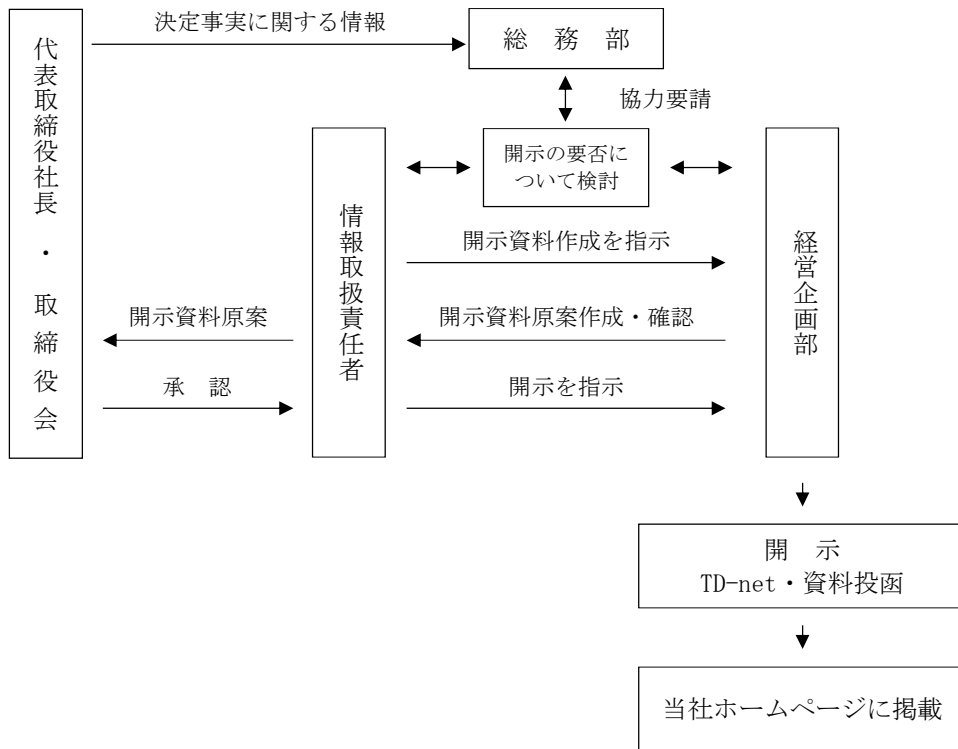 決定事実に関する情報
代表取締役社長・取締役会
総務部
協力要請
開示の要否に
ついて検討
情報取扱責任者
経営企画部
開示資料作成を指示
開示資料原案
開示資料原案作成・確認
承認
開示を指示
開示
TD-net・資料投函
当社ホームページに掲載